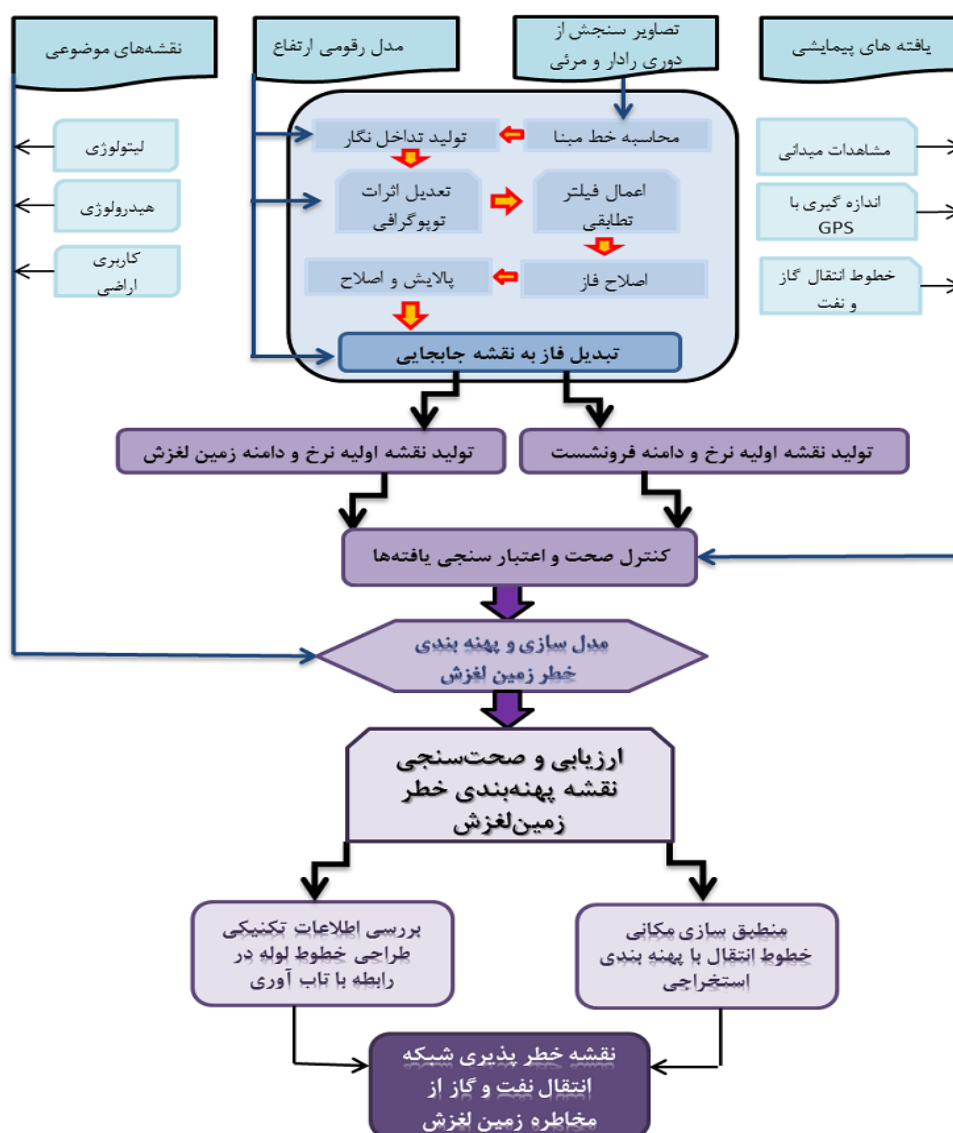 یافته های پیمایشی
تصاویر سنجش از
دوری رادار و مرئی
مدل رقومی ارتفاع
نقشه‌های موضوعی
مشاهدات میدانی
اندازه گیری با
GPS
خطوط انتقال گاز
و نفت
محاسبه خط مبنا
تولید تداخل نگار
تعدیل اثرات
توپوگرافی
اعمال فیلتر
تطابقی
اصلاح فاز
پالایش و اصلاح
تبدیل فاز به نقشه جابجایی
لیتولوژی
هیدرولوژی
کاربری
اراضی
تولید نقشه اولیه نرخ و دامنه فرونشست
تولید نقشه اولیه نرخ و دامنه زمین لغزش
کنترل صحت و اعتبار سنجی یافته‌ها
مدل سازی و پهنه بندی
خطر زمین لغزش
ارزیابی و صحت‌سنجی
نقشه پهنه‌بندی خطر
زمین‌لغزش
منطبق سازی مکانی
خطوط انتقال با پهنه بندی
استخراجی
بررسی اطلاعات تکنیکی
طراحی خطوط لوله در
رابطه با تاب آوری
نقشه خطر پذیری شبکه
انتقال نفت و گاز از
مخاطره زمین لغزش